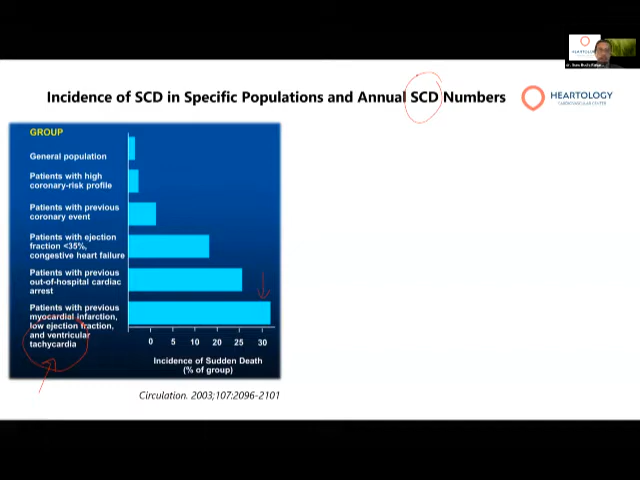 HEARTOLOGY
Incidence of SCD in Specific Populations and Annual SCD Numbers
HEARTOLOGY
CARDIOVASCULAR CENTER
GROUP
General population
Patients with high
coronary-risk profile
Patients with previous
coronary event
Patients with ejection
fraction <35%,
congestive heart failure
Patients with previous
out-of-hospital cardiac
arrest
Patients with previous
myocardial infarction,
low ejection fraction,
and ventricular
tachycardia
0 5 10 20 25 30
Incidence of Sudden Death
(% of group)
Circulation. 2003;107:2096-2101